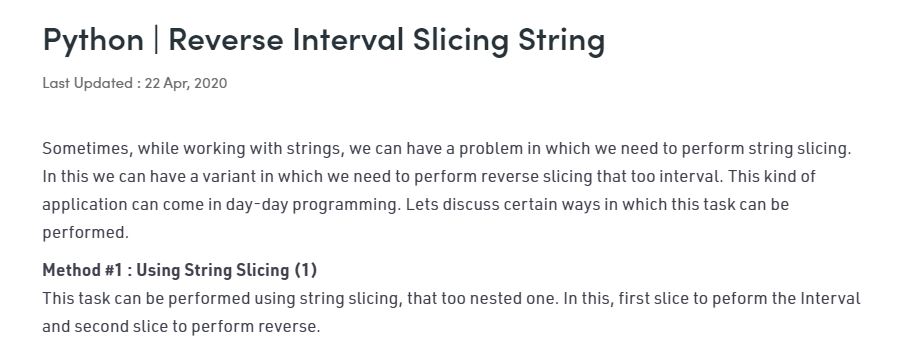 Python | Reverse Interval Slicing String
Last Updated : 22 Apr, 2020
Sometimes, while working with strings, we can have a problem in which we need to perform string slicing.
In this we can have a variant in which we need to perform reverse slicing that too interval. This kind of
application can come in day-day programming. Lets discuss certain ways in which this task can be
performed.
Method #1 : Using String Slicing (1)
This task can be performed using string slicing, that too nested one. In this, first slice to peform the Interval
and second slice to perform reverse.